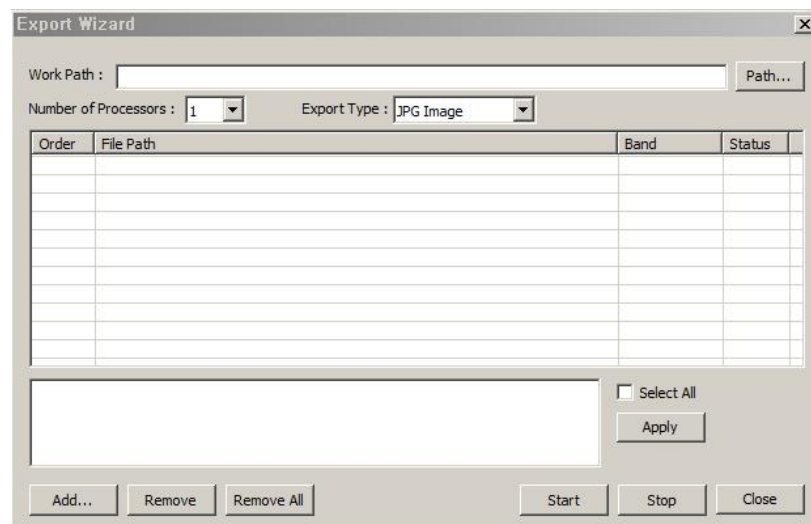 Export Wizard
Work Path :
Path...
Number of Processors : 1 Export Type : JPG Image
Order File Path Band Status
Select All
Apply
Add... Remove Remove All Start Stop Close